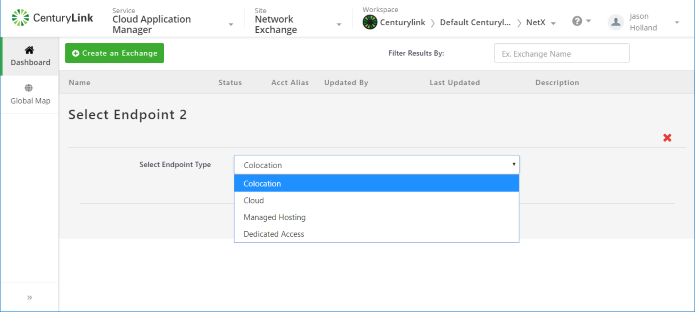 CenturyLink
Service
Cloud Application
Manager
Site
Network
Exchange
Workspace
Centurylink
Default Centuryl...
NetX
?
Jason
Holland
Dashboard
Global Map
»
Create an Exchange
Filter Results By:
Ex. Exchange Name
Name Status Acct Alias Updated By Last Updated Description
Select Endpoint 2
Select Endpoint Type
Colocation
Colocation
Cloud
Managed Hosting
Dedicated Access